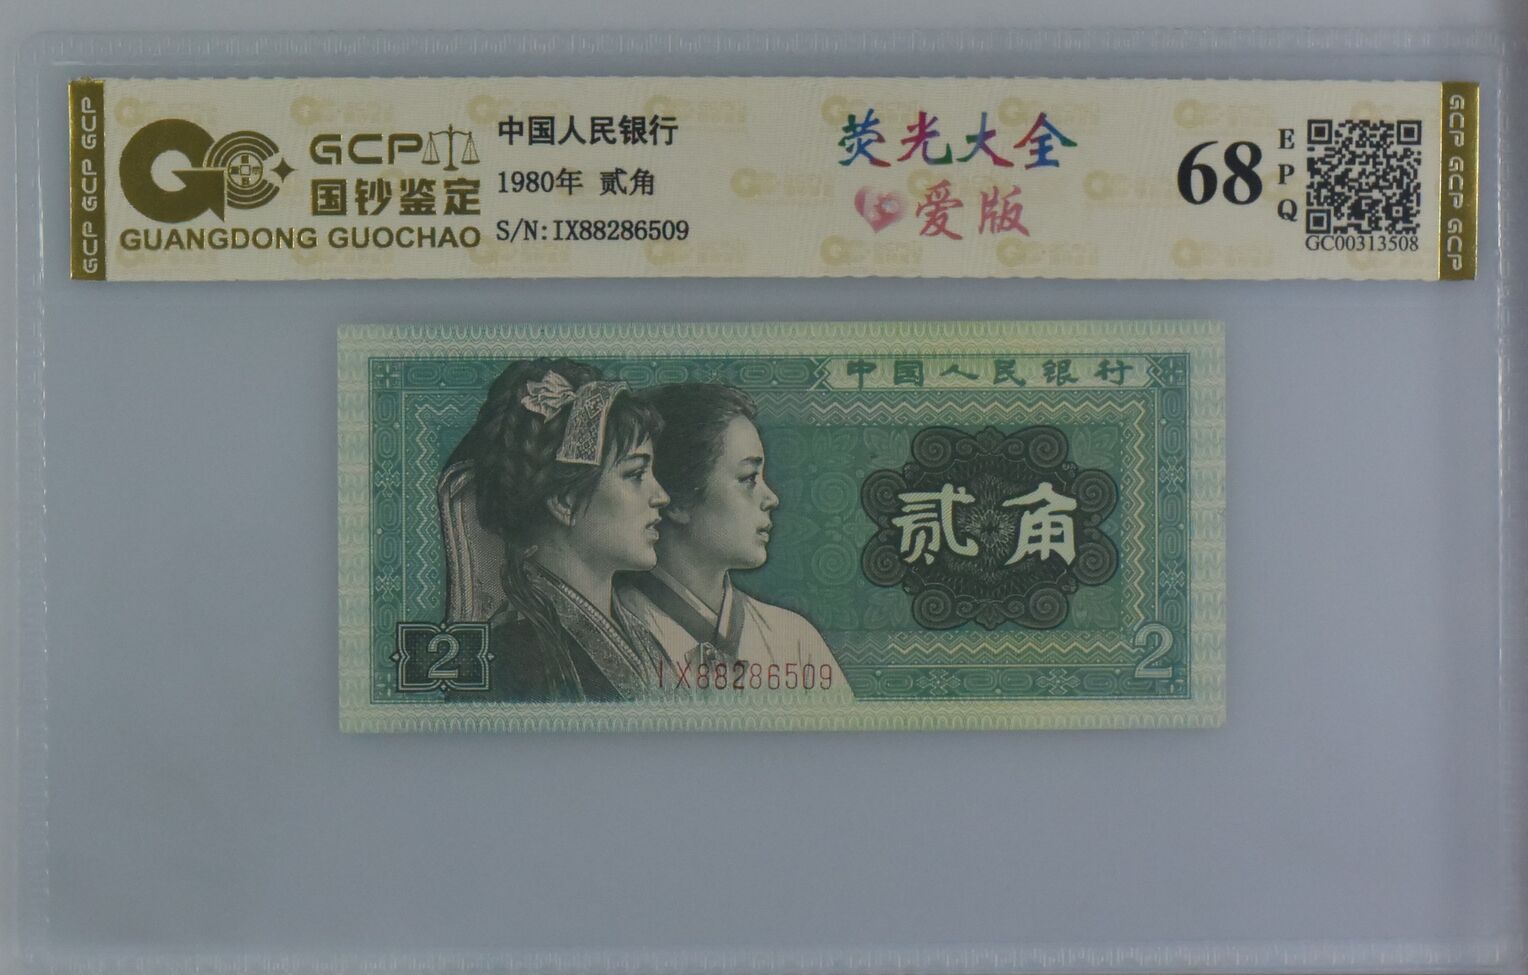 GCP
国钞鉴定
GUANGDONG GUOCHAO
中国人民银行
1980年 贰角
S/N:IX88286509
荧光大全
爱版
68
EPQ
GC00313508
GCP GCP GCP
GCP GCP GCP
中国人民银行
贰角
2
IX88286509
2